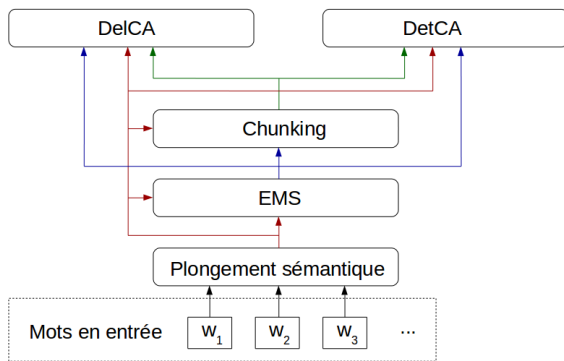 DelCA
DetCA
Chunking
EMS
Plongement sémantique
Mots en entrée w1 w2 w3 ...